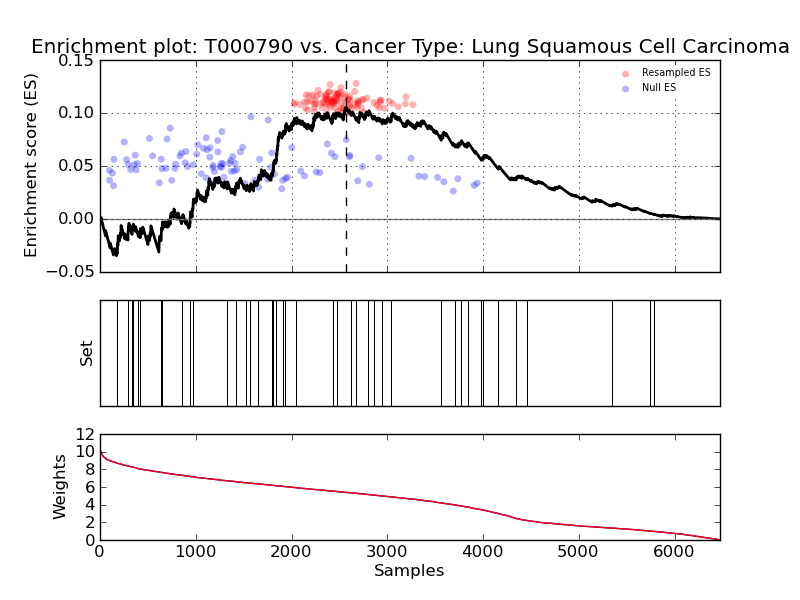 Enrichment plot: T000790 vs. Cancer Type: Lung Squamous Cell Carcinoma
0.15
0.10
0.05
0.00
−0.05
Enrichment score (ES)
Resampled ES
Null ES
Set
12
10
8
6
4
2
0
Weights
0
1000
2000
3000
4000
5000
6000
Samples